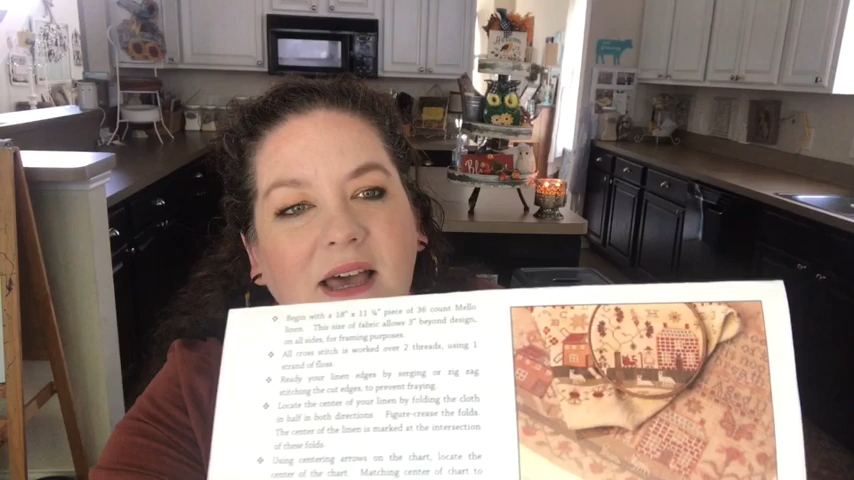 ❖ Begin with a 18" x 11 ¼" piece of 36 count Mello
linen. This size of fabric allows 3" beyond design,
on all sides, for framing purposes.
❖ All cross stitch is worked over 2 threads, using 1
strand of floss.
❖ Ready your linen edges by serging or zig zag
stitching the cut edges, to prevent fraying.
❖ Locate the center of your linen by folding the cloth
in half in both directions. Figure-crease the folds.
The center of the linen is marked at the intersection
of these folds.
❖ Using centering arrows on the chart, locate the
center of the chart. Matching center of chart to